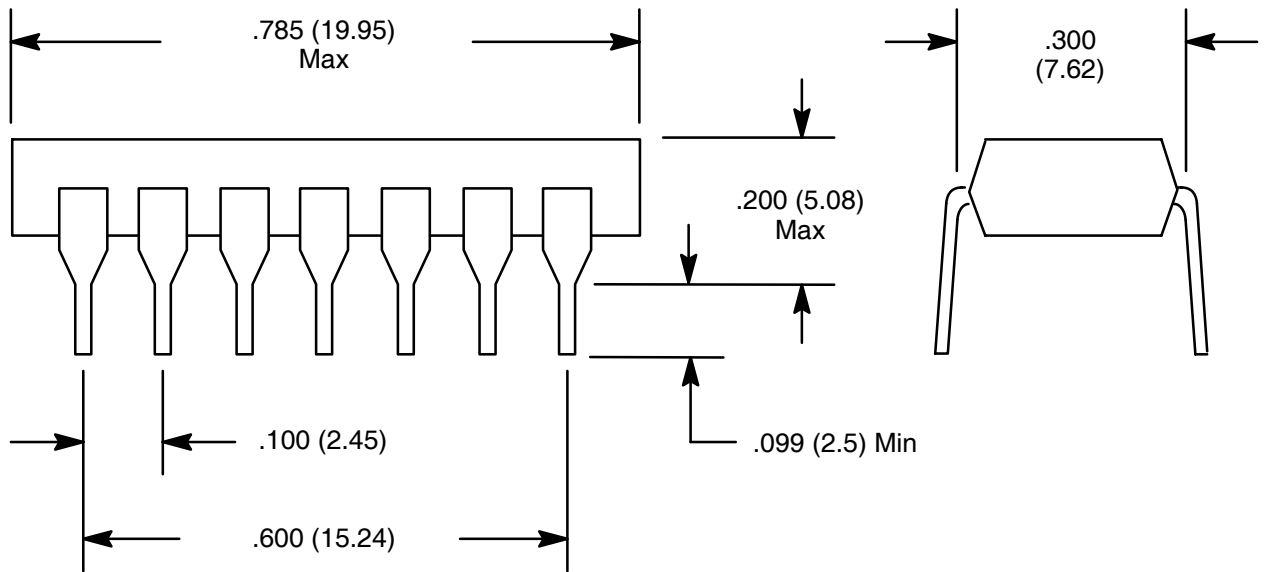 .785 (19.95)
Max
.300
(7.62)
.200 (5.08)
Max
.100 (2.45)
.099 (2.5) Min
.600 (15.24)